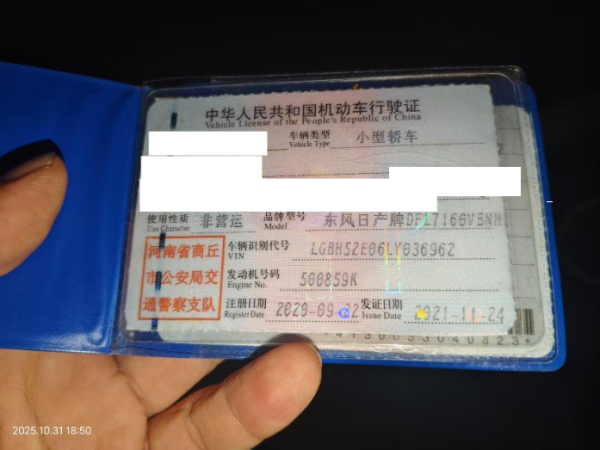 中华人民共和国机动车行驶证
Vehicle License of the People's Republic of China
车辆类型 小型轿车
Vehicle Type
使用性质 非营运 品牌型号 东风日产牌DFL7166VBNH
Use Character Model
河南省商丘
市公安局交
通警察支队
车辆识别代号 LGBH52E06LY036962
VIN
发动机号码 500859K
Engine No.
注册日期 2020-09-22 发证日期 2021-11-24
Register Date Issue Date
2025.10.31 18:50